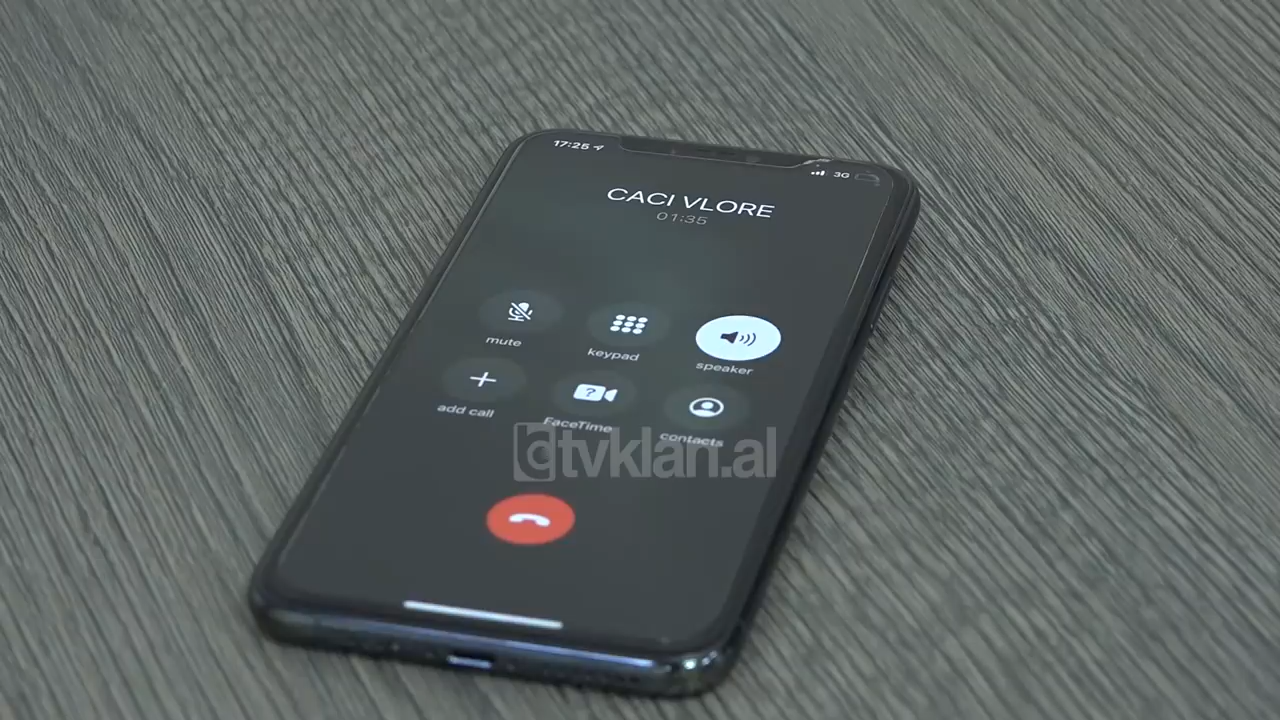 17:25
3G
CACI VLORE
01:35
mute
keypad
speaker
add call
FaceTime
contacts
tvklan.al